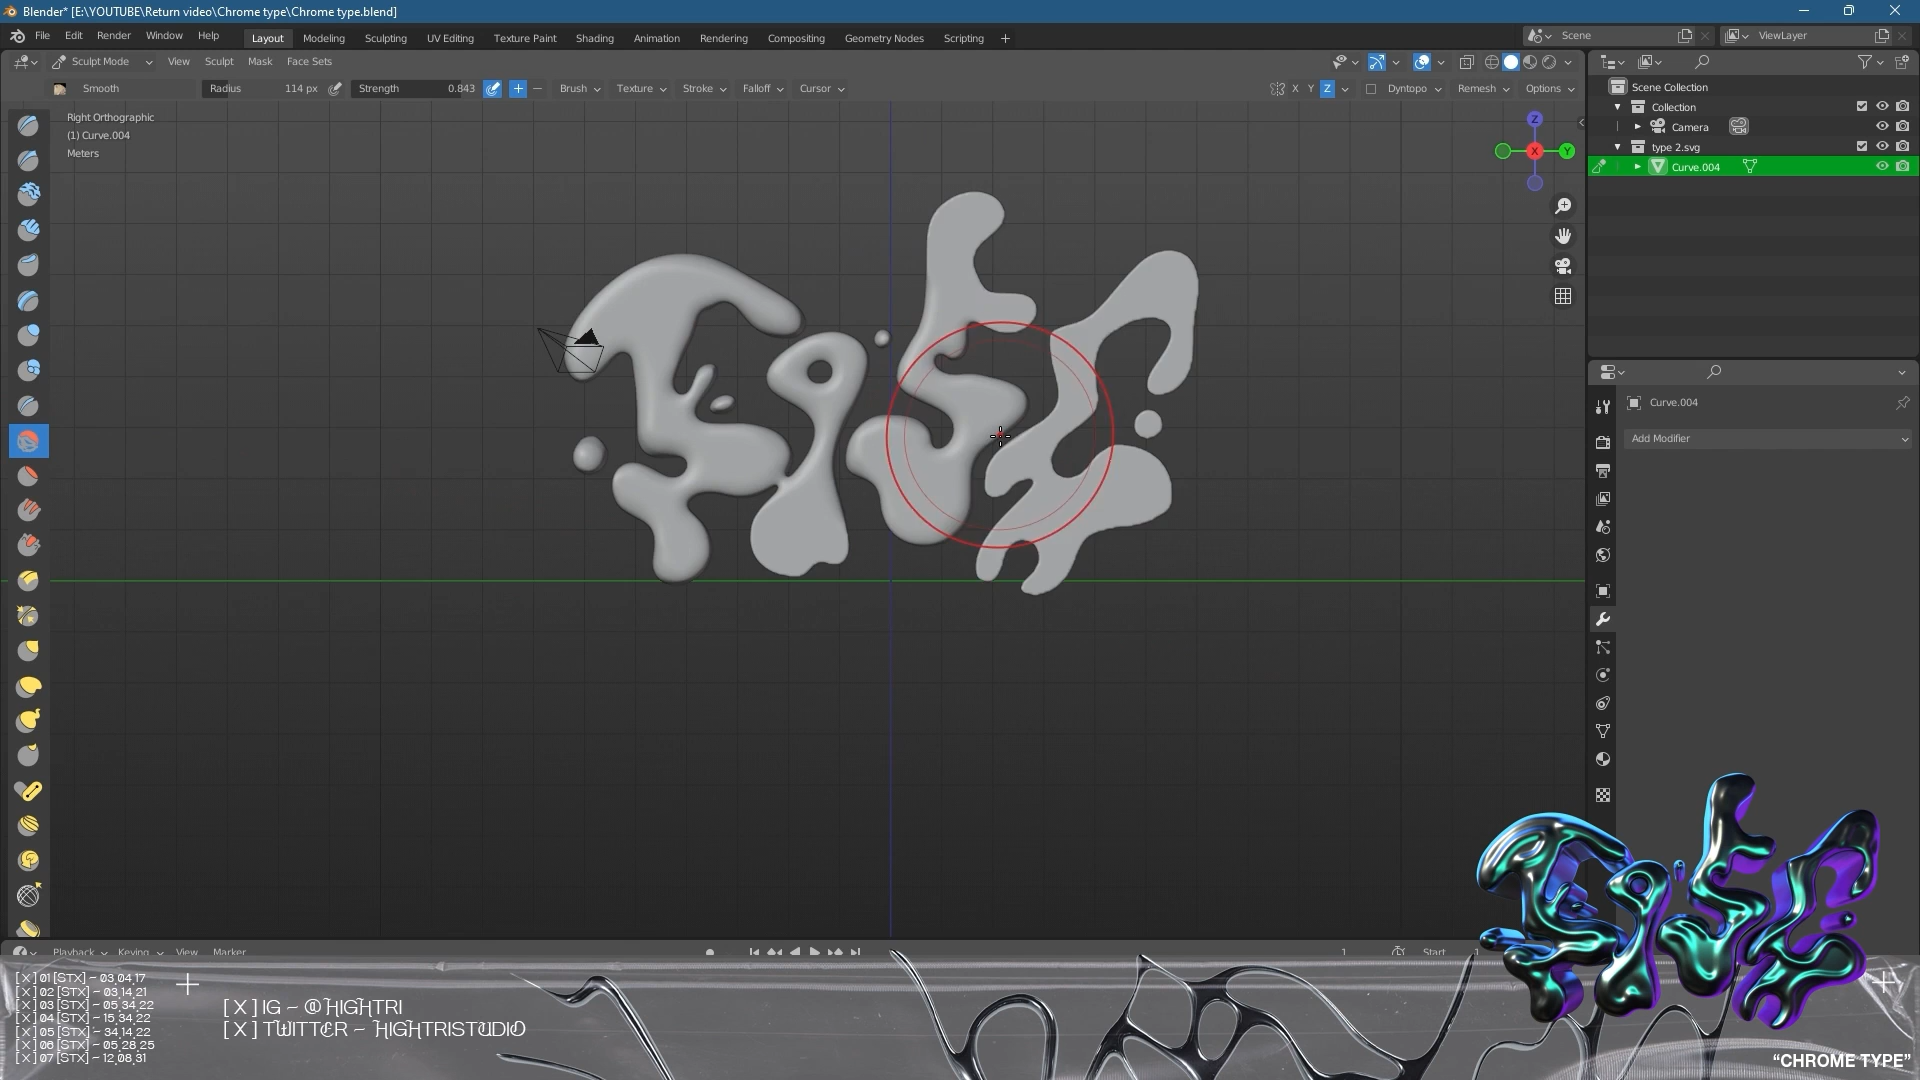 Blender* [E:\YOUTUBE\Return video\Chrome type\Chrome type.blend]
File Edit Render Window Help Layout Modeling Sculpting UV Editing Texture Paint Shading Animation Rendering Compositing Geometry Nodes Scripting + Scene ViewLayer
Sculpt Mode View Sculpt Mask Face Sets
Smooth Radius 114 px Strength 0.843 Brush Texture Stroke Falloff Cursor X Y Z Dyntopo Remesh Options
Right Orthographic
(1) Curve.004
Meters
Z
X
Y
Scene Collection
Collection
Camera
type 2.svg
Curve.004
Curve.004
Add Modifier
Playback Keying View Marker 1 Start
[X]01[STX]– 03,04,17
[X]02[STX]– 03,14,21
[X]03[STX]– 05,34,22
[X]04[STX]– 15,34,22
[X]05[STX]– 34,14,22
[X]06[STX]– 05,28,25
[X]07[STX]– 12,08,31
[X] IG – @HIGHTRI
[X] TWITTER – HIGHTRISTUDIO
“CHROME TYPE”